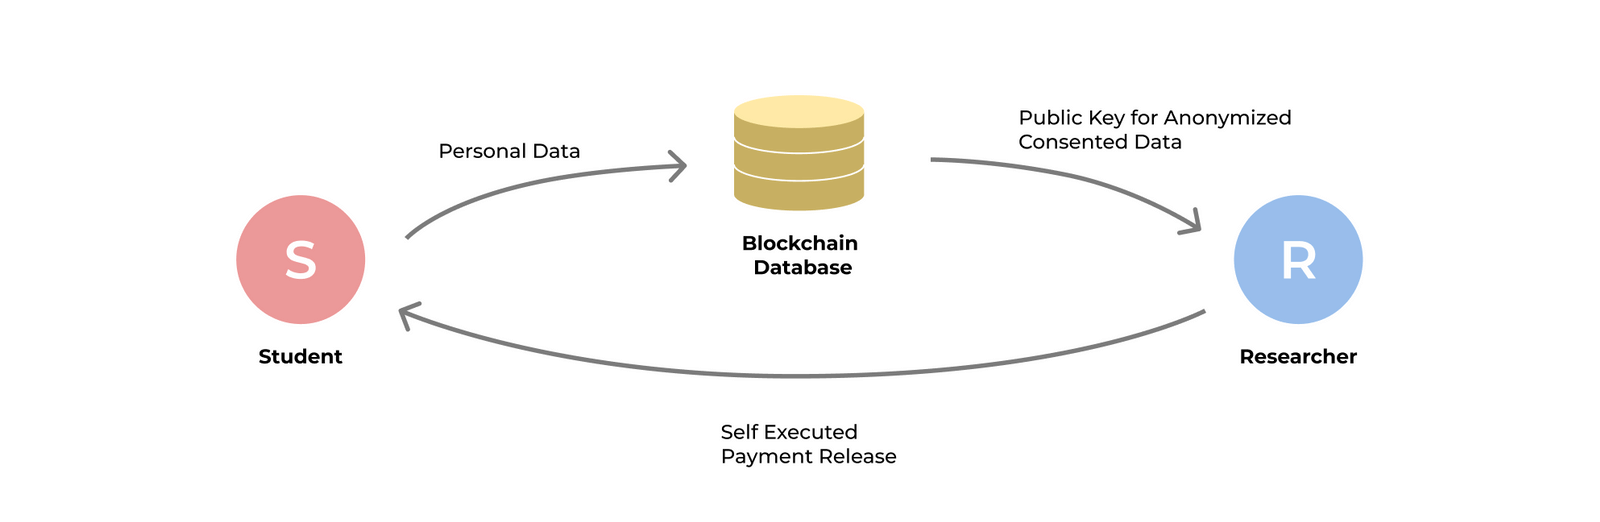 Personal Data
Public Key for Anonymized
Consented Data
S
Blockchain
Database
R
Student
Researcher
Self Executed
Payment Release